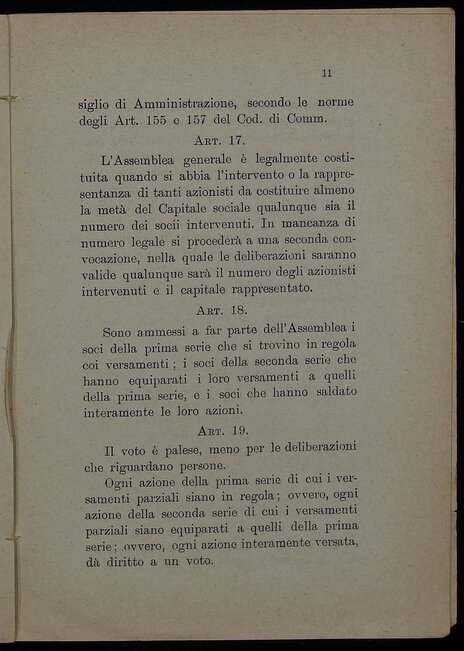 11
siglio di Amministrazione, secondo le norme
degli Art. 155 e 157 del Cod. di Comm.
Art. 17.
L'Assemblea generale è legalmente costi-
tuita quando si abbia l'intervento o la rappre-
sentanza di tanti azionisti da costituire almeno
la metà del Capitale sociale qualunque sia il
numero dei socii intervenuti. In mancanza di
numero legale si procederà a una seconda con-
vocazione, nella quale le deliberazioni saranno
valide qualunque sarà il numero degli azionisti
intervenuti e il capitale rappresentato.
Art. 18.
Sono ammessi a far parte dell'Assemblea i
soci della prima serie che si trovino in regola
coi versamenti ; i soci della seconda serie che
hanno equiparati i loro versamenti a quelli
della prima serie, e i soci che hanno saldato
interamente le loro azioni.
Art. 19.
Il voto è palese, meno per le deliberazioni
che riguardano persone.
Ogni azione della prima serie di cui i ver-
samenti parziali siano in regola ; ovvero, ogni
azione della seconda serie di cui i versamenti
parziali siano equiparati a quelli della prima
serie ; ovvero, ogni azione interamente versata,
dà diritto a un voto.